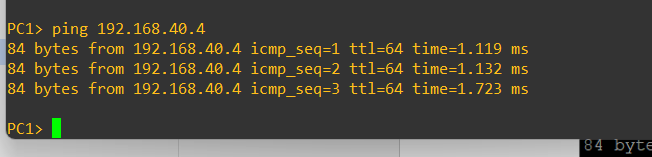 PC1> ping 192.168.40.4
84 bytes from 192.168.40.4 icmp_seq=1 ttl=64 time=1.119 ms
84 bytes from 192.168.40.4 icmp_seq=2 ttl=64 time=1.132 ms
84 bytes from 192.168.40.4 icmp_seq=3 ttl=64 time=1.723 ms
PC1>
84 byte